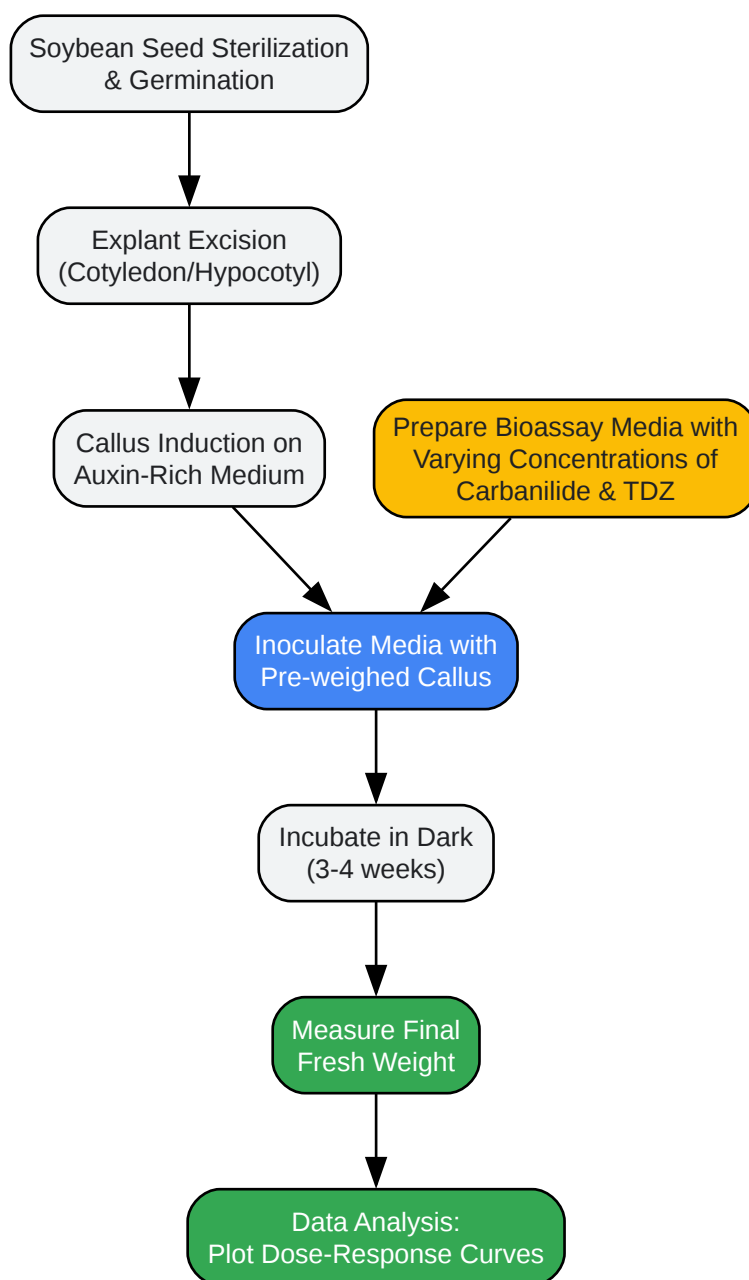 Soybean Seed Sterilization
& Germination
Explant Excision
(Cotyledon/Hypocotyl)
Callus Induction on
Auxin-Rich Medium
Prepare Bioassay Media with
Varying Concentrations of
Carbanilide & TDZ
Inoculate Media with
Pre-weighed Callus
Incubate in Dark
(3-4 weeks)
Measure Final
Fresh Weight
Data Analysis:
Plot Dose-Response Curves